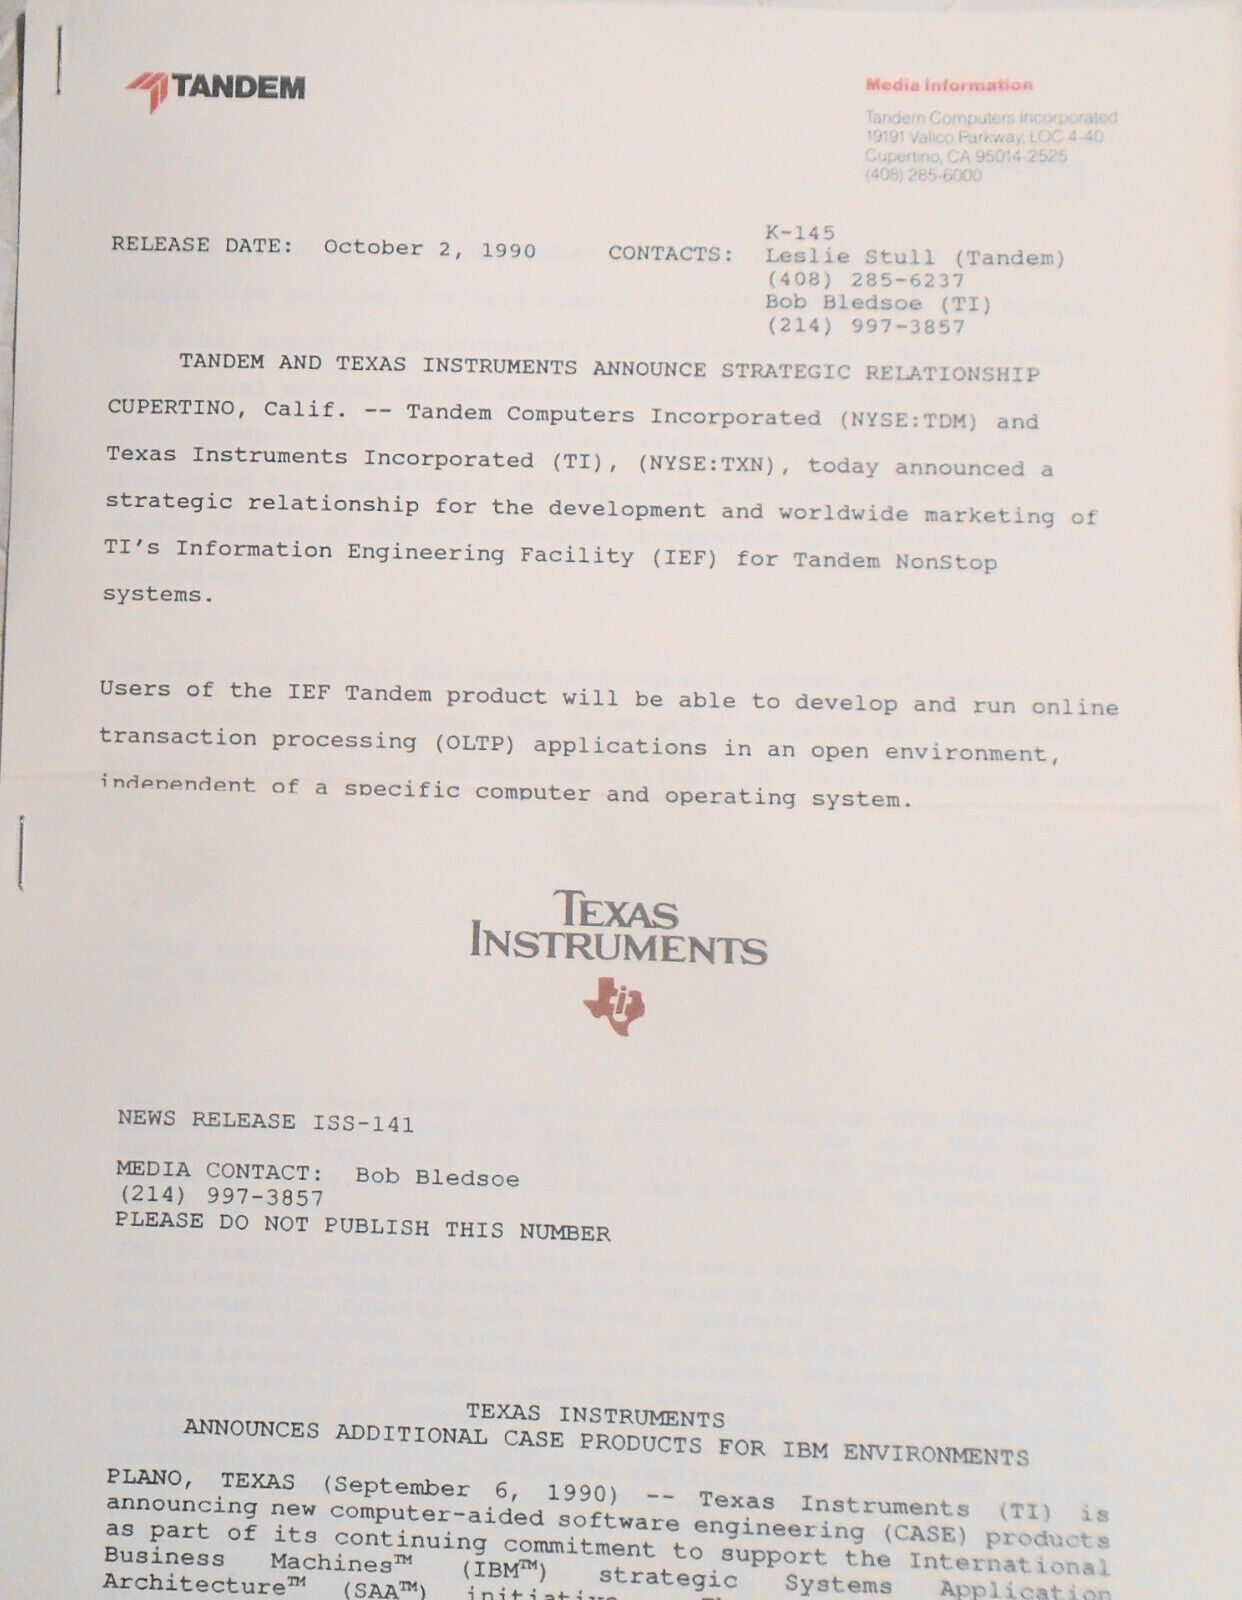 TANDEM
Media Information
Tandem Computers Incorporated
19191 Vallco Parkway, LOC 4-40
Cupertino, CA 95014-2525
(408) 285-6000
RELEASE DATE: October 2, 1990
CONTACTS:
K-145
Leslie Stull (Tandem)
(408) 285-6237
Bob Bledsoe (TI)
(214) 997-3857
TANDEM AND TEXAS INSTRUMENTS ANNOUNCE STRATEGIC RELATIONSHIP
CUPERTINO, Calif. -- Tandem Computers Incorporated (NYSE:TDM) and
Texas Instruments Incorporated (TI), (NYSE:TXN), today announced a
strategic relationship for the development and worldwide marketing of
TI's Information Engineering Facility (IEF) for Tandem NonStop
systems.
Users of the IEF Tandem product will be able to develop and run online
transaction processing (OLTP) applications in an open environment,
independent of a specific computer and operating system.
TEXAS
INSTRUMENTS
NEWS RELEASE ISS-141
MEDIA CONTACT: Bob Bledsoe
(214) 997-3857
PLEASE DO NOT PUBLISH THIS NUMBER
TEXAS INSTRUMENTS
ANNOUNCES ADDITIONAL CASE PRODUCTS FOR IBM ENVIRONMENTS
PLANO, TEXAS (September 6, 1990) -- Texas Instruments (TI) is
announcing new computer-aided software engineering (CASE) products
as part of its continuing commitment to support the International
Business Machines™ (IBM™) strategic Systems Application
Architecture™ (SAA™) initiative.